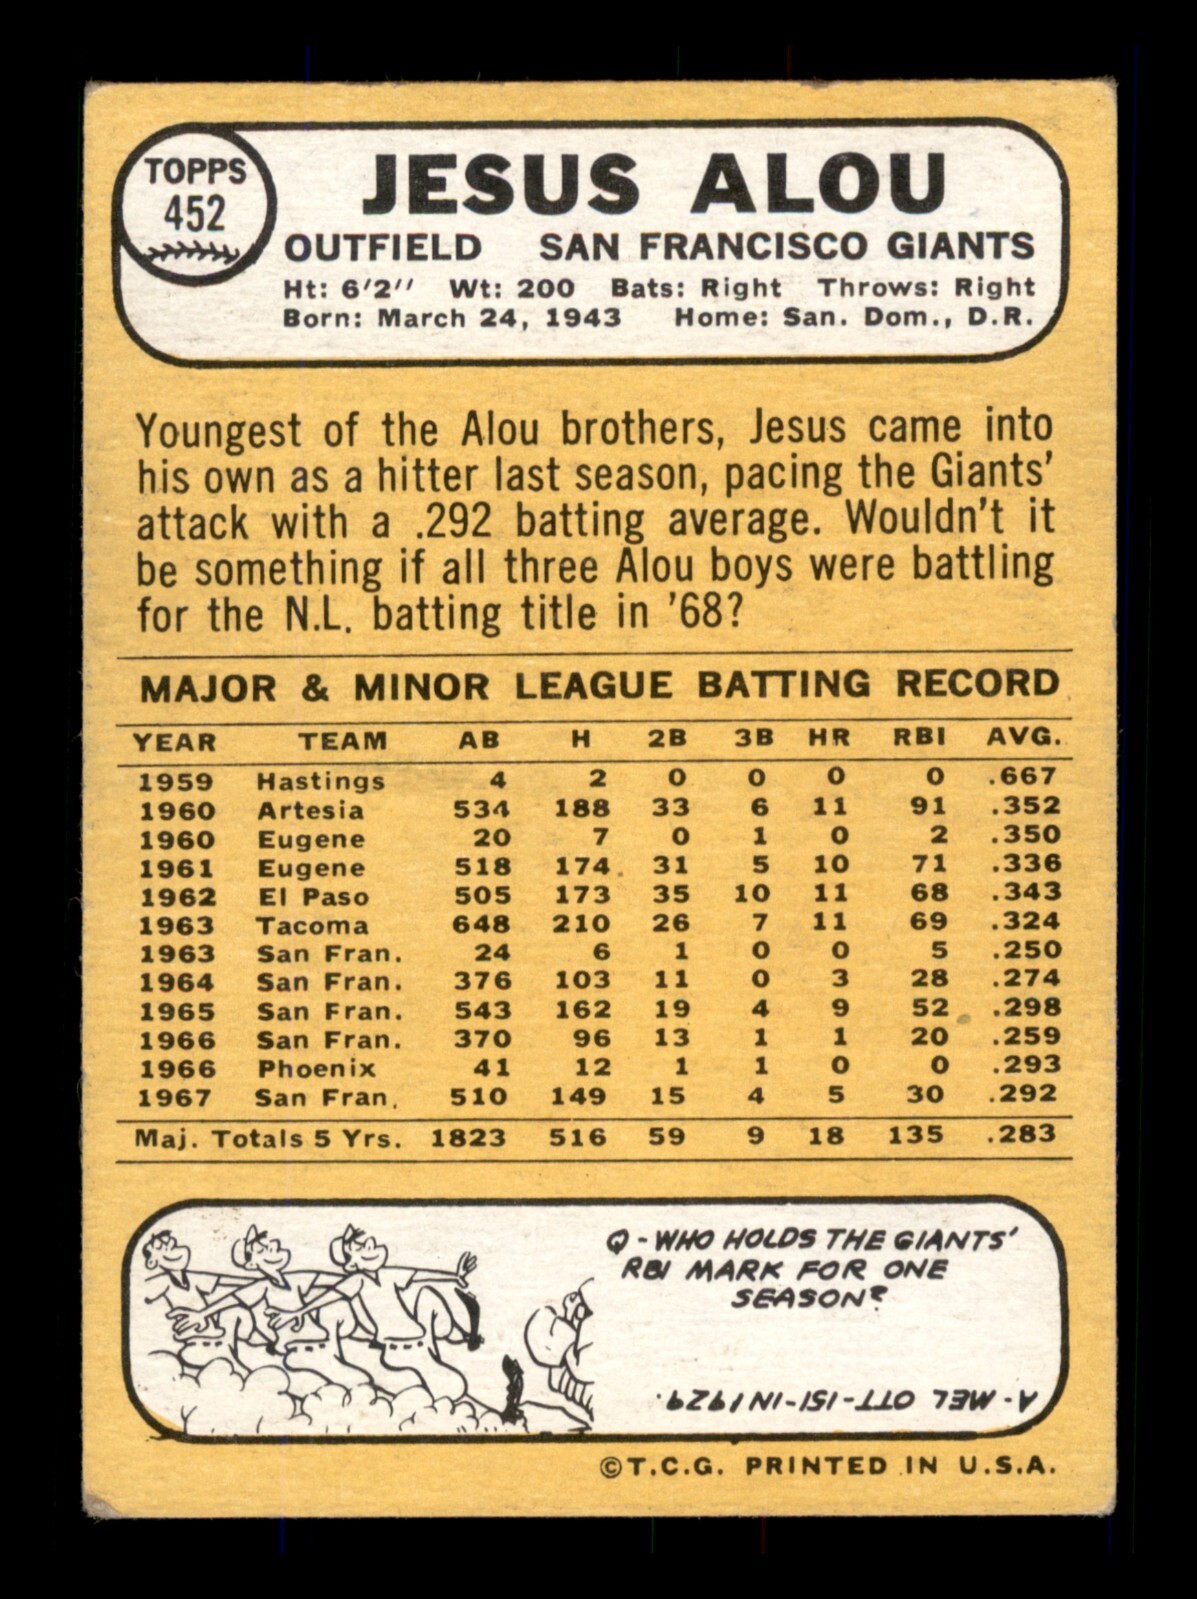 TOPPS
452
JESUS ALOU
OUTFIELD SAN FRANCISCO GIANTS
Ht: 6'2" Wt: 200 Bats: Right Throws: Right
Born: March 24, 1943 Home: San. Dom., D.R.
Youngest of the Alou brothers, Jesus came into
his own as a hitter last season, pacing the Giants'
attack with a .292 batting average. Wouldn't it
be something if all three Alou boys were battling
for the N.L. batting title in '68?
MAJOR & MINOR LEAGUE BATTING RECORD
YEAR TEAM AB H 2B 3B HR RBI AVG.
1959 Hastings 4 2 0 0 0 0 .667
1960 Artesia 534 188 33 6 11 91 .352
1960 Eugene 20 7 0 1 0 2 .350
1961 Eugene 518 174 31 5 10 71 .336
1962 El Paso 505 173 35 10 11 68 .343
1963 Tacoma 648 210 26 7 11 69 .324
1963 San Fran. 24 6 1 0 0 5 .250
1964 San Fran. 376 103 11 0 3 28 .274
1965 San Fran. 543 162 19 4 9 52 .298
1966 San Fran. 370 96 13 1 1 20 .259
1966 Phoenix 41 12 1 1 0 0 .293
1967 San Fran. 510 149 15 4 5 30 .292
Maj. Totals 5 Yrs. 1823 516 59 9 18 135 .283
Q-WHO HOLDS THE GIANTS'
RBI MARK FOR ONE
SEASON?
A-MEL OTT-151-IN 1929.
©T.C.G. PRINTED IN U.S.A.